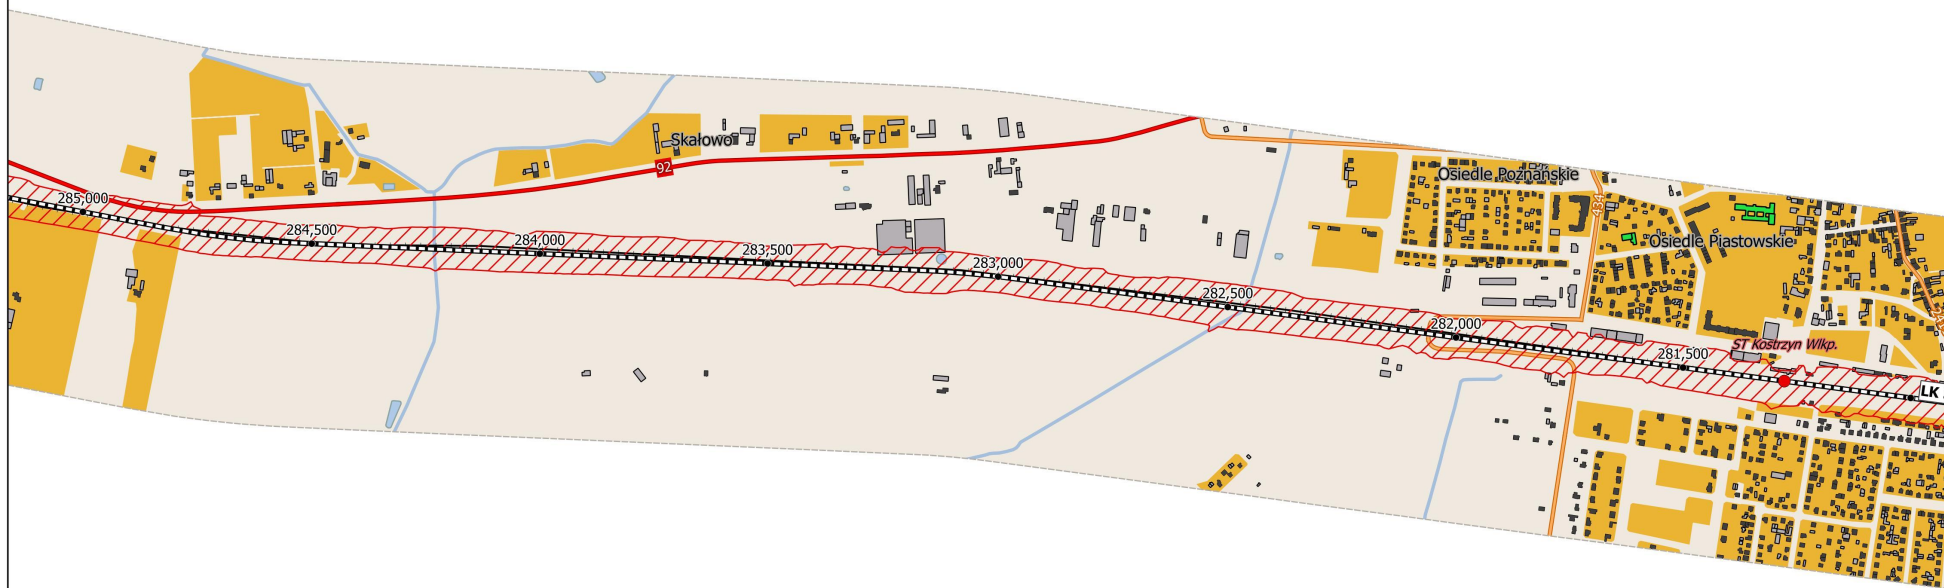 Skałowo
92
Osiedle Poznańskie
434
Osiedle Piastowskie
285,000
284,500
284,000
283,500
283,000
282,500
282,000
281,500
ST Kostrzyn Wlkp.
LK